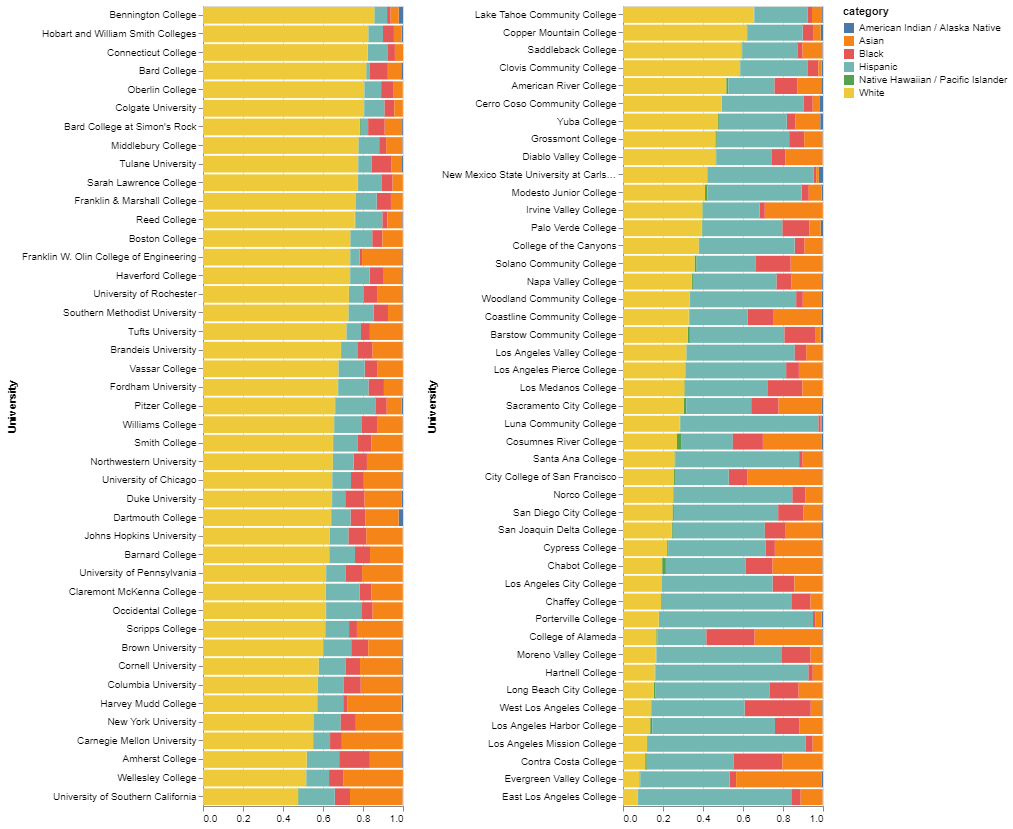 University
Bennington College
Hobart and William Smith Colleges
Connecticut College
Bard College
Oberlin College
Colgate University
Bard College at Simon's Rock
Middlebury College
Tulane University
Sarah Lawrence College
Franklin & Marshall College
Reed College
Boston College
Franklin W. Olin College of Engineering
Haverford College
University of Rochester
Southern Methodist University
Tufts University
Brandeis University
Vassar College
Fordham University
Pitzer College
Williams College
Smith College
Northwestern University
University of Chicago
Duke University
Dartmouth College
Johns Hopkins University
Barnard College
University of Pennsylvania
Claremont McKenna College
Occidental College
Scripps College
Brown University
Cornell University
Columbia University
Harvey Mudd College
New York University
Carnegie Mellon University
Amherst College
Wellesley College
University of Southern California
0.0 0.2 0.4 0.6 0.8 1.0
University
Lake Tahoe Community College
Copper Mountain College
Saddleback College
Clovis Community College
American River College
Cerro Coso Community College
Yuba College
Grossmont College
Diablo Valley College
New Mexico State University at Carls...
Modesto Junior College
Irvine Valley College
Palo Verde College
College of the Canyons
Solano Community College
Napa Valley College
Woodland Community College
Coastline Community College
Barstow Community College
Los Angeles Valley College
Los Angeles Pierce College
Los Medanos College
Sacramento City College
Luna Community College
Cosumnes River College
Santa Ana College
City College of San Francisco
Norco College
San Diego City College
San Joaquin Delta College
Cypress College
Chabot College
Los Angeles City College
Chaffey College
Porterville College
College of Alameda
Moreno Valley College
Hartnell College
Long Beach City College
West Los Angeles College
Los Angeles Harbor College
Los Angeles Mission College
Contra Costa College
Evergreen Valley College
East Los Angeles College
0.0 0.2 0.4 0.6 0.8 1.0
category
American Indian / Alaska Native
Asian
Black
Hispanic
Native Hawaiian / Pacific Islander
White